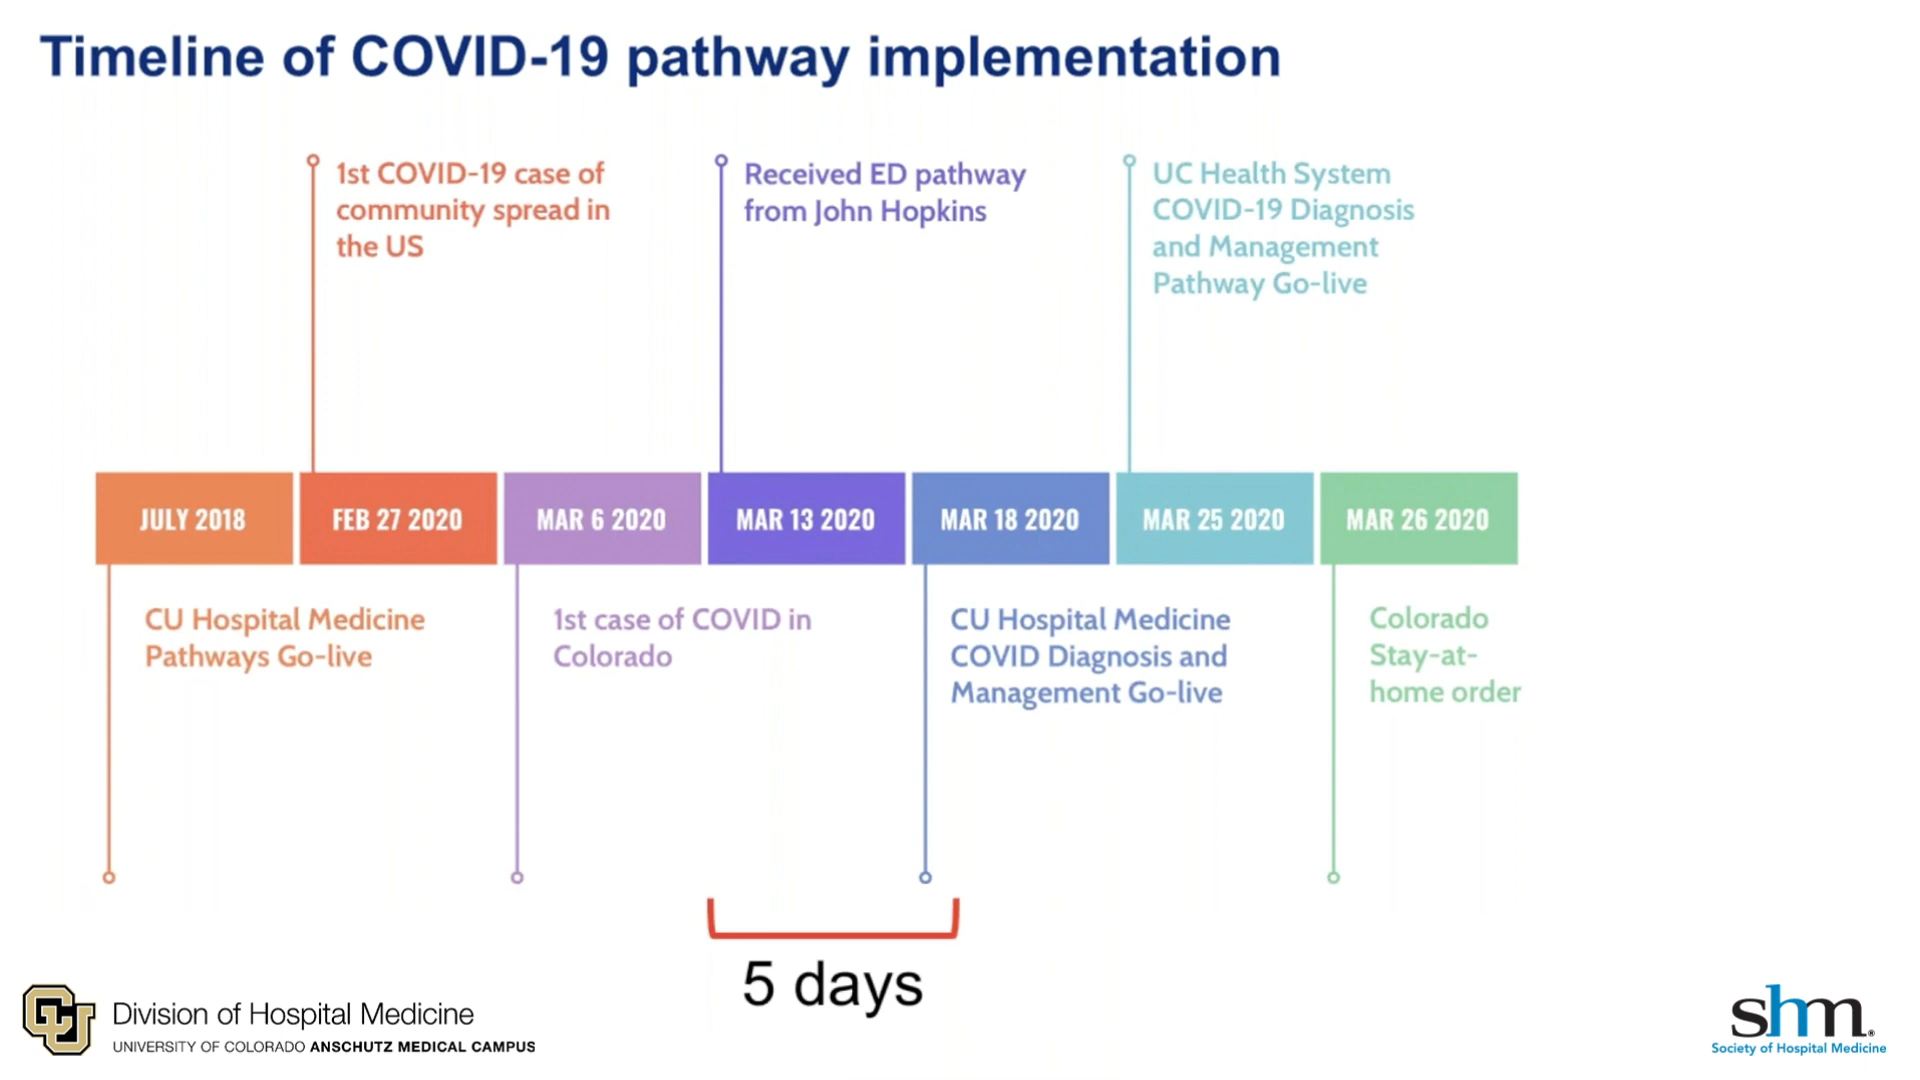 Timeline of COVID-19 pathway implementation
1st COVID-19 case of
community spread in
the US
Received ED pathway
from John Hopkins
UC Health System
COVID-19 Diagnosis
and Management
Pathway Go-live
JULY 2018
FEB 27 2020
MAR 6 2020
MAR 13 2020
MAR 18 2020
MAR 25 2020
MAR 26 2020
CU Hospital Medicine
Pathways Go-live
1st case of COVID in
Colorado
CU Hospital Medicine
COVID Diagnosis and
Management Go-live
Colorado
Stay-at-
home order
5 days
CU
Division of Hospital Medicine
UNIVERSITY OF COLORADO ANSCHUTZ MEDICAL CAMPUS
shm.
Society of Hospital Medicine